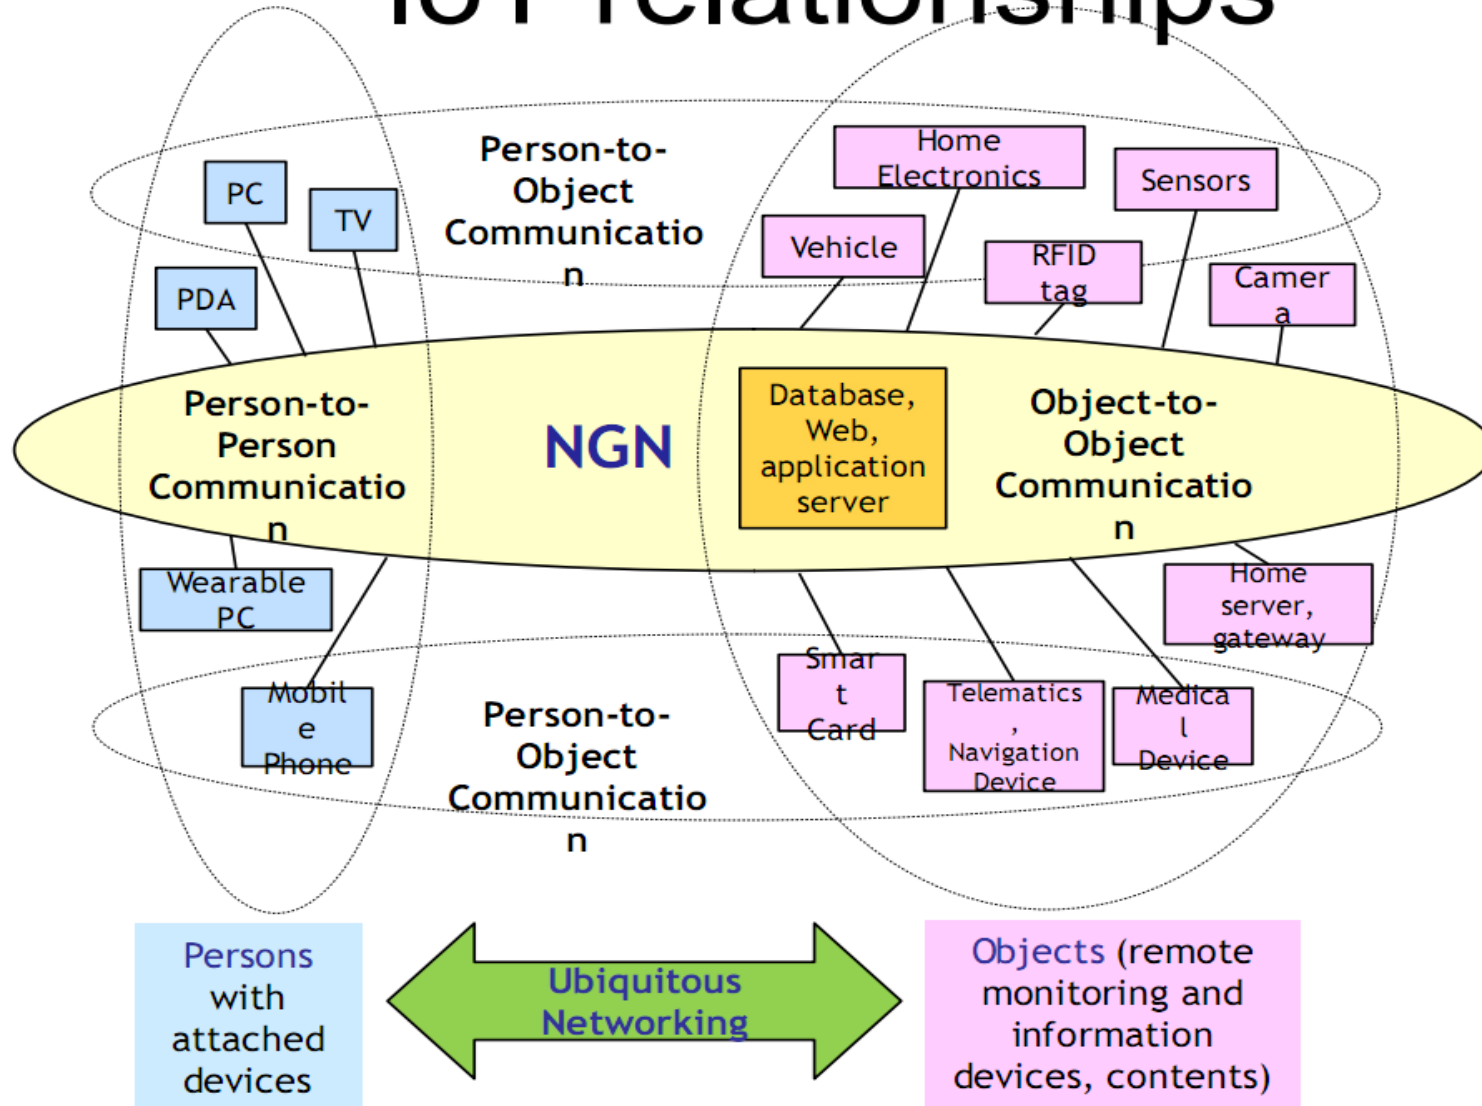 IoT relationships
Person-to-
Object
Communicatio
n
Home
Electronics
Sensors
PC
TV
Vehicle
RFID
tag
Camer
a
PDA
Person-to-
Person
Communicatio
n
NGN
Database,
Web,
application
server
Object-to-
Object
Communicatio
n
Wearable
PC
Home
server,
gateway
Mobil
e
Phone
Person-to-
Object
Communicatio
n
Smar
t
Card
Telematics
,
Navigation
Device
Medica
l
Device
Persons
with
attached
devices
Ubiquitous
Networking
Objects (remote
monitoring and
information
devices, contents)